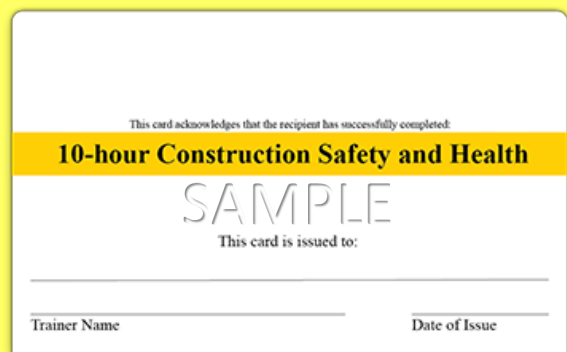 This card acknowledges that the recipient has successfully completed:
10-hour Construction Safety and Health
SAMPLE
This card is issued to:
Trainer Name Date of Issue